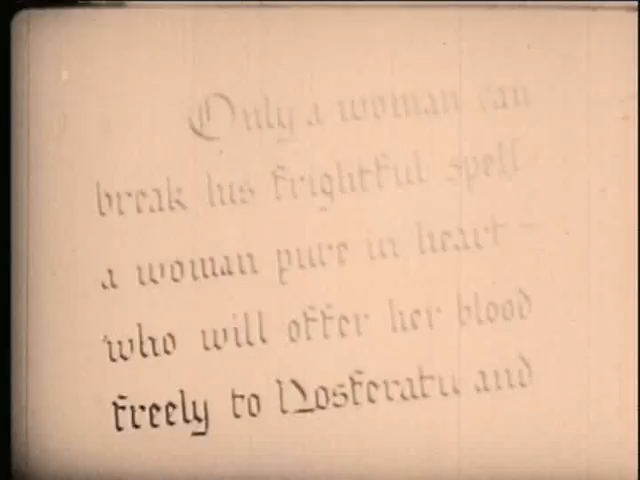 Only a woman can
break his frightful spell
a woman pure in heart -
who will offer her blood
freely to Nosferatu and